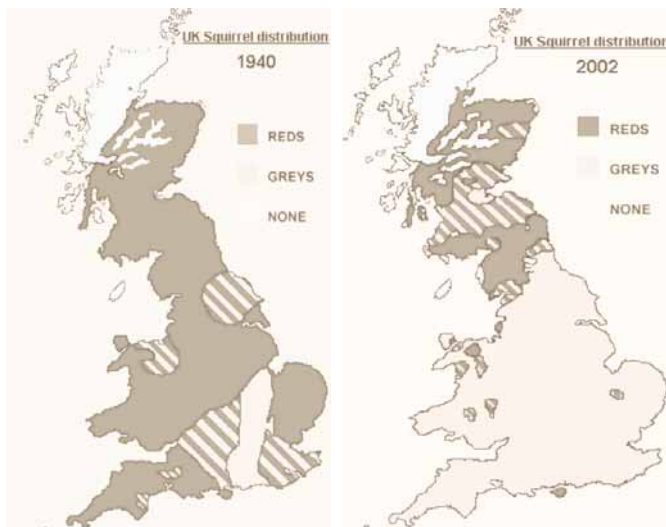 UK Squirrel distribution
1940
REDS
GREYS
NONE
UK Squirrel distribution
2002
REDS
GREYS
NONE